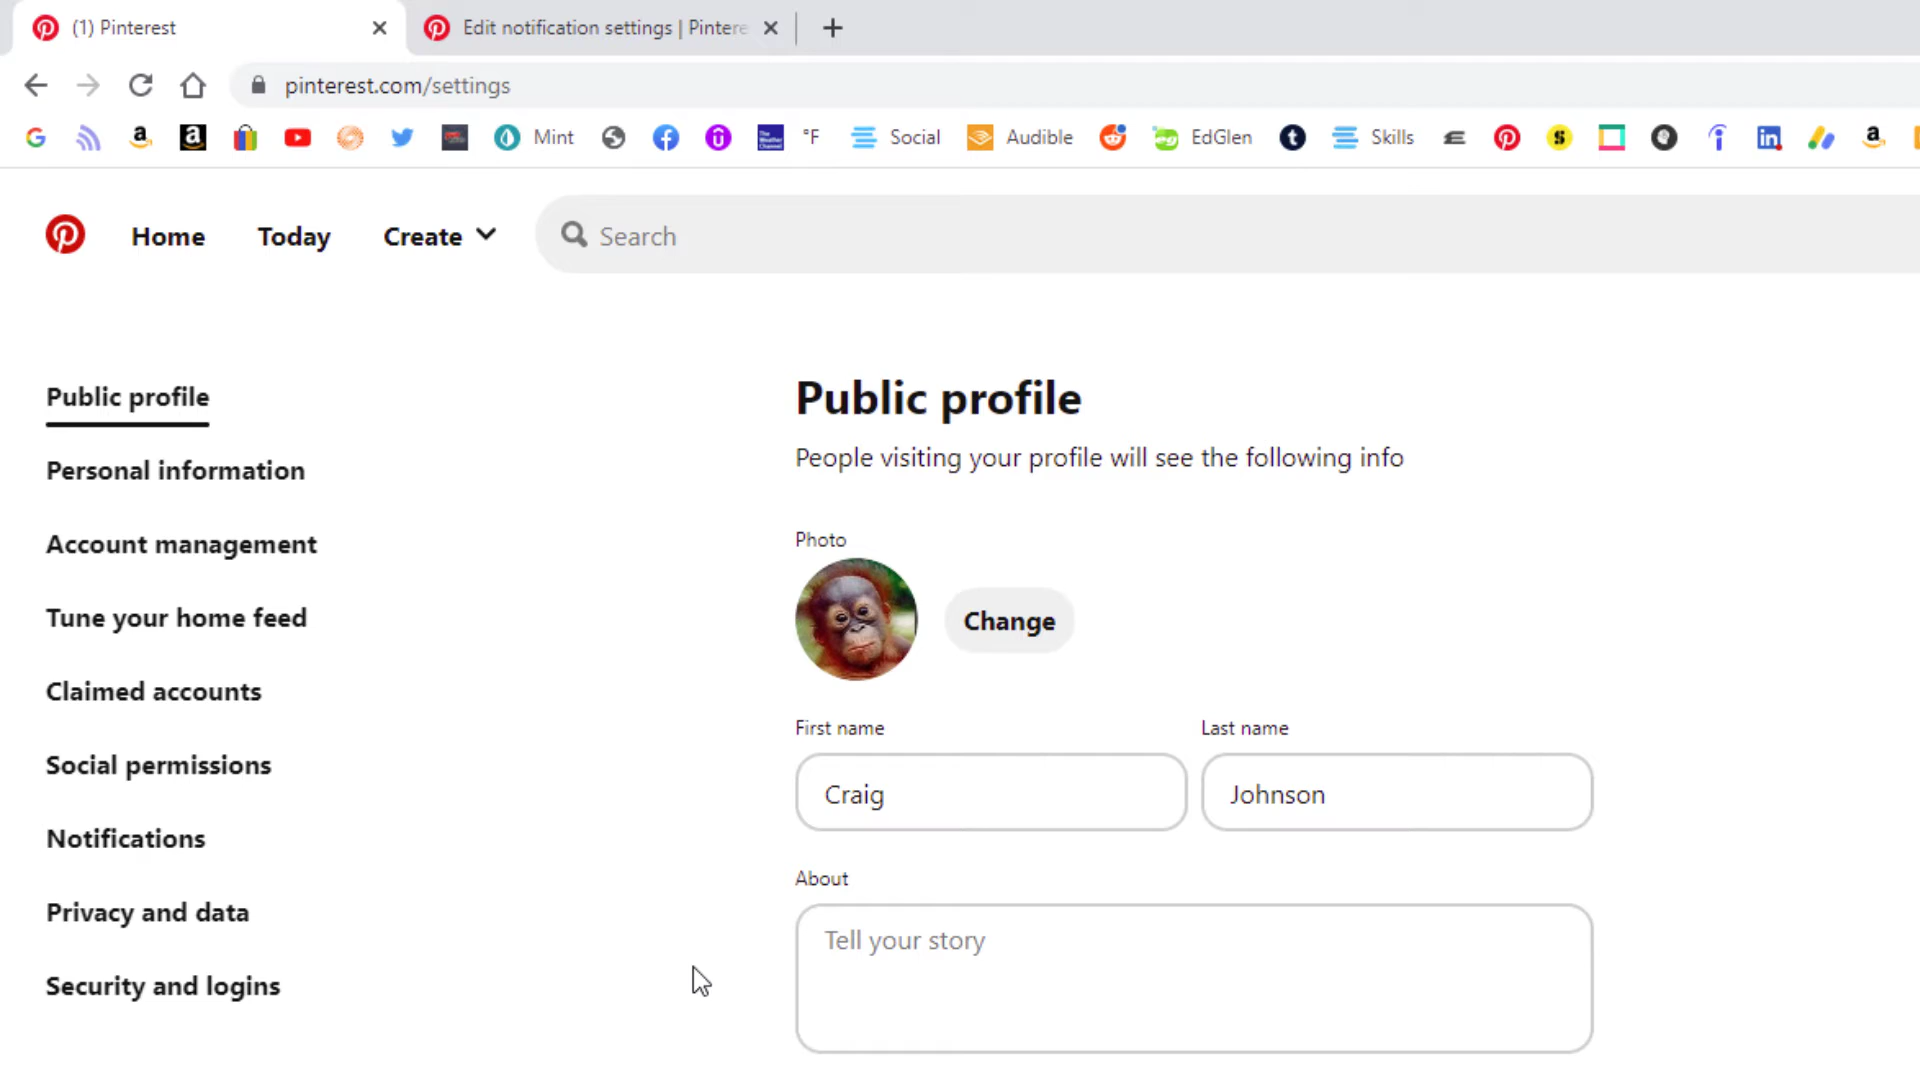 (1) Pinterest
Edit notification settings | Pintere
pinterest.com/settings
Mint °F Social Audible EdGlen Skills
Home Today Create Search
Public profile
Personal information
Account management
Tune your home feed
Claimed accounts
Social permissions
Notifications
Privacy and data
Security and logins
Public profile
People visiting your profile will see the following info
Photo
Change
First name Last name
Craig Johnson
About
Tell your story